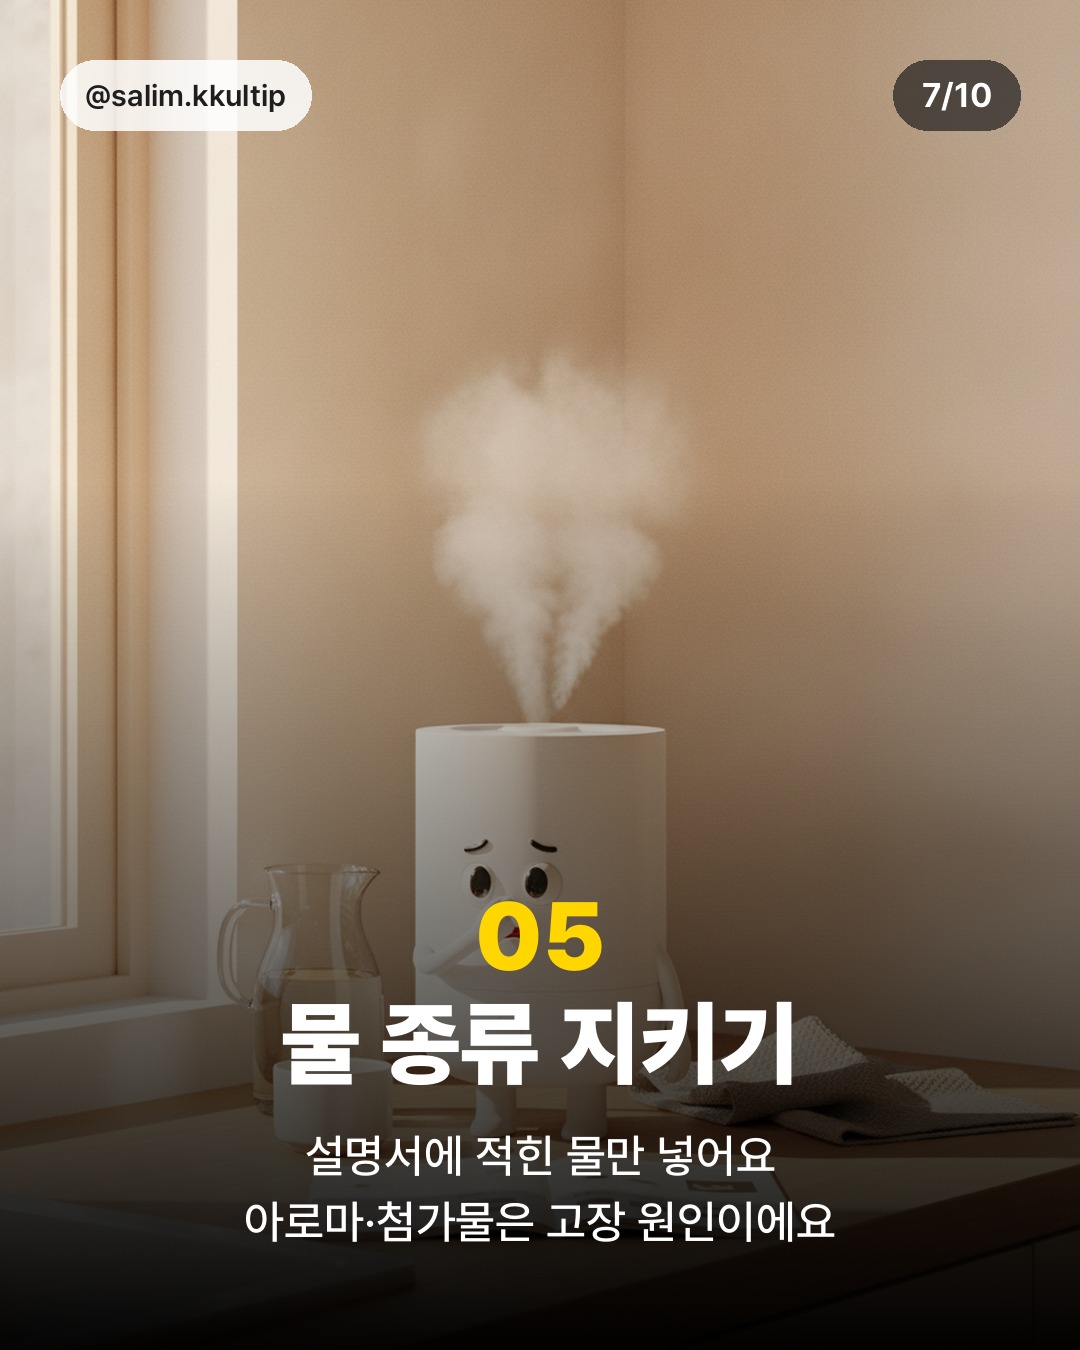 @salim.kkultip
7/10
05
물 종류 지키기
설명서에 적힌 물만 넣어요
아로마·첨가물은 고장 원인이에요